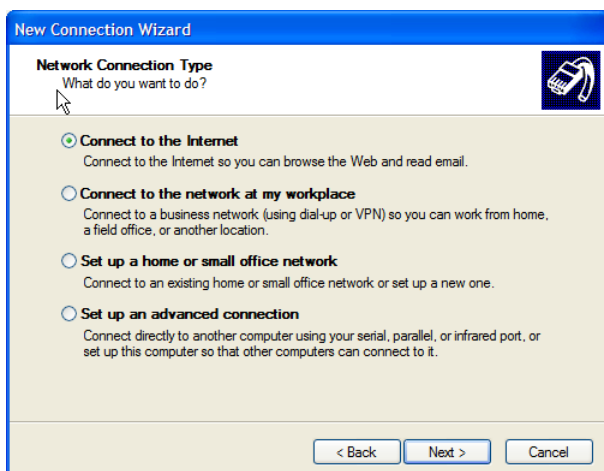 New Connection Wizard
Network Connection Type
What do you want to do?
Connect to the Internet
Connect to the Internet so you can browse the Web and read email.
Connect to the network at my workplace
Connect to a business network (using dial-up or VPN) so you can work from home,
a field office, or another location.
Set up a home or small office network
Connect to an existing home or small office network or set up a new one.
Set up an advanced connection
Connect directly to another computer using your serial, parallel, or infrared port, or
set up this computer so that other computers can connect to it.
< Back Next > Cancel